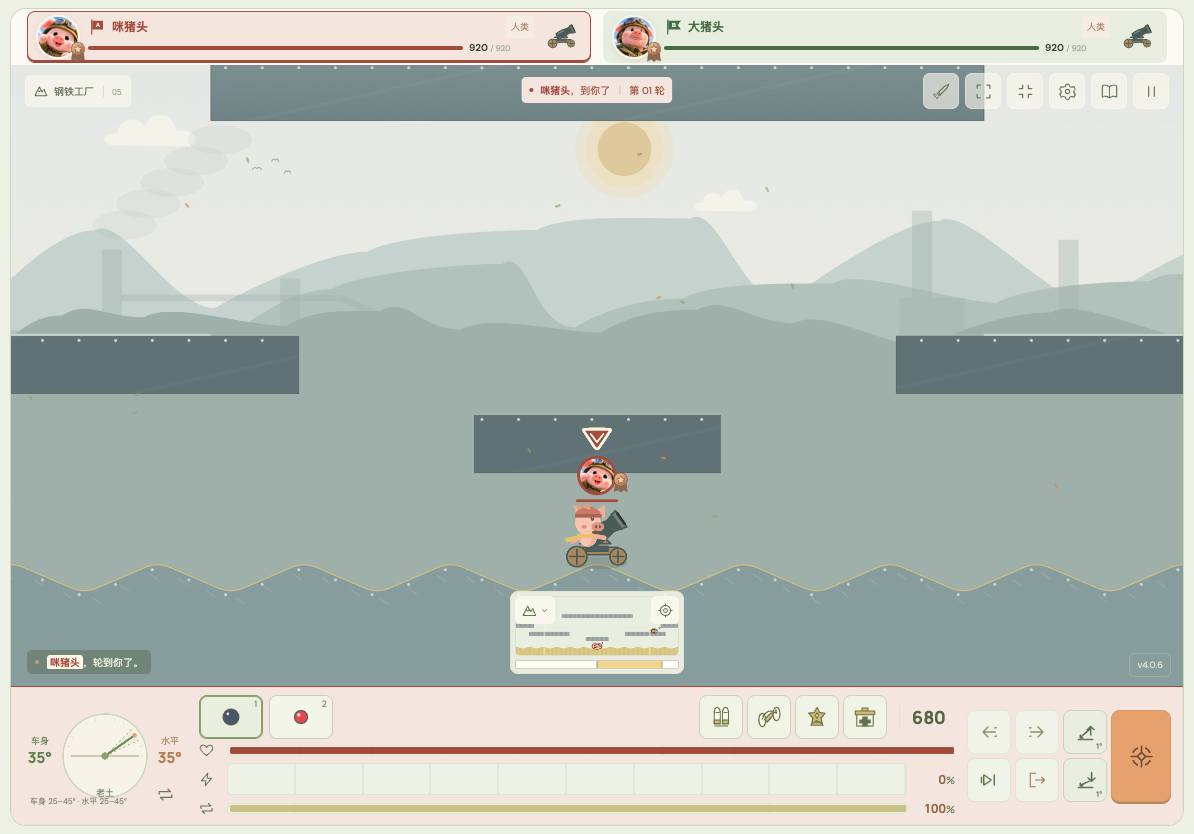 咪猪头
人类
920 / 920
大猪头
人类
920 / 920
钢铁工厂 05
咪猪头，到你了 第 01 轮
咪猪头，轮到你了。
v4.0.6
车身
35°
水平
35°
老土
车身 25–45° · 水平 25–45°
1
2
680
0%
100%
1°
1°